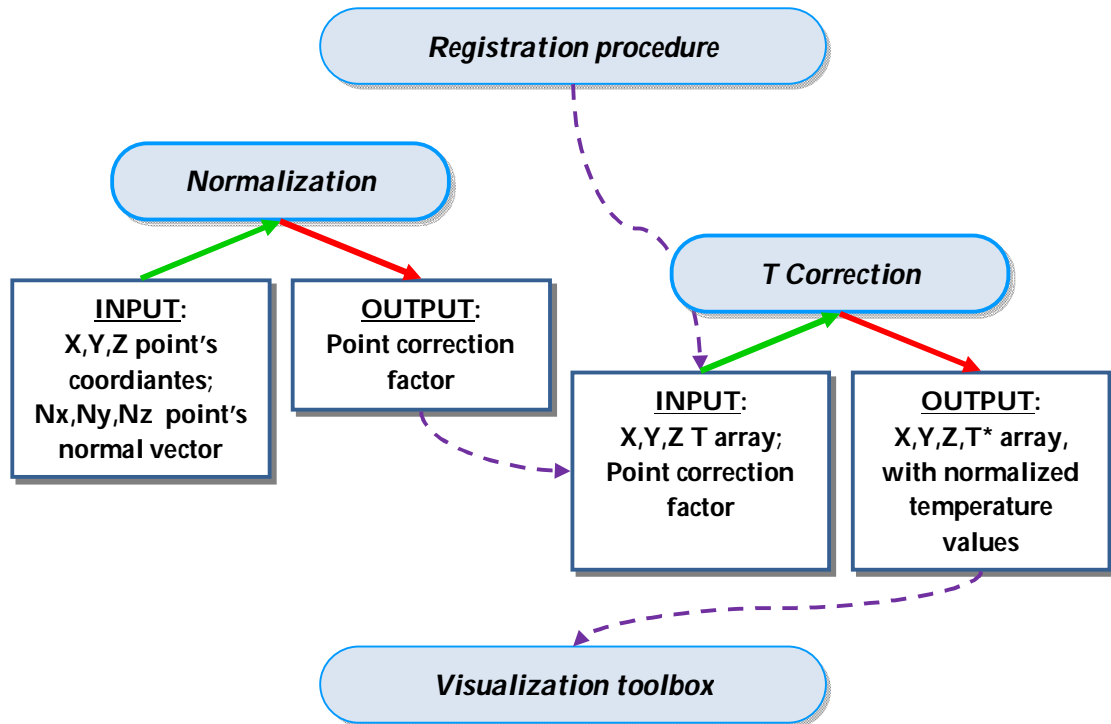 Registration procedure
Normalization
INPUT:
X,Y,Z point's
coordiantes;
Nx,Ny,Nz point's
normal vector
OUTPUT:
Point correction
factor
T Correction
INPUT:
X,Y,Z T array;
Point correction
factor
OUTPUT:
X,Y,Z,T* array,
with normalized
temperature
values
Visualization toolbox